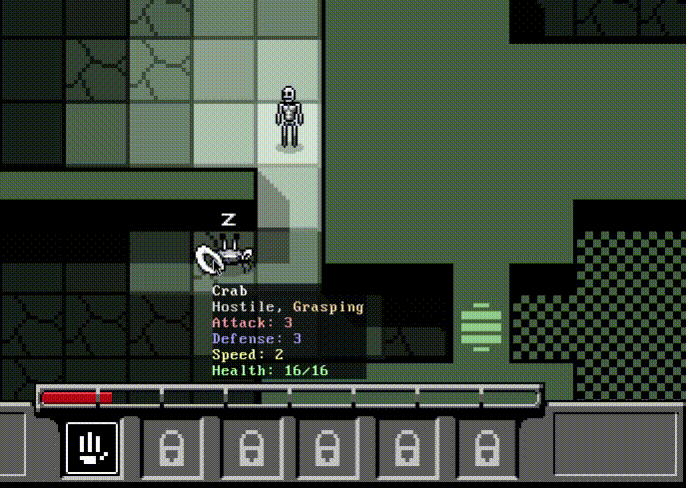 Z
Crab
Hostile, Grasping
Attack: 3
Defense: 3
Speed: 2
Health: 16/16